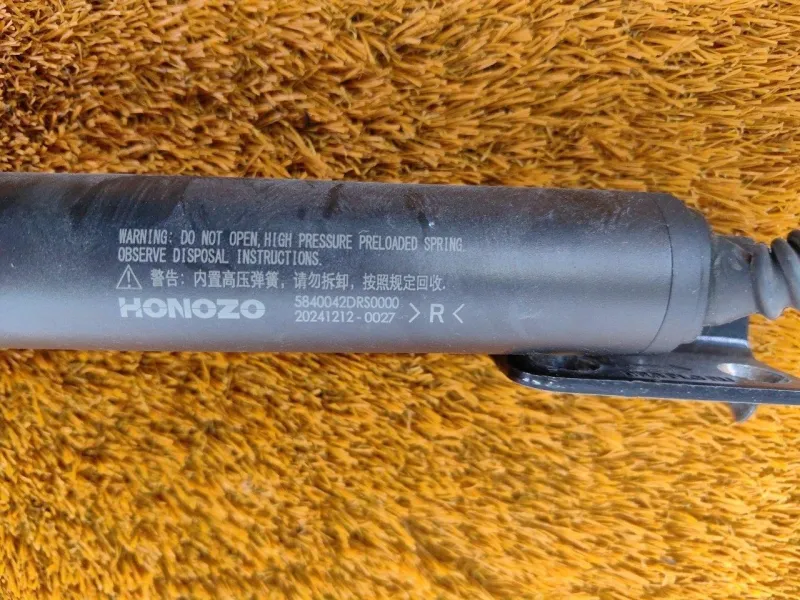 WARNING: DO NOT OPEN, HIGH PRESSURE PRELOADED SPRING.
OBSERVE DISPOSAL INSTRUCTIONS.
警告: 内置高压弹簧, 请勿拆卸, 按照规定回收.
HONOZO
5840042DRS0000
20241212-0027
>R<